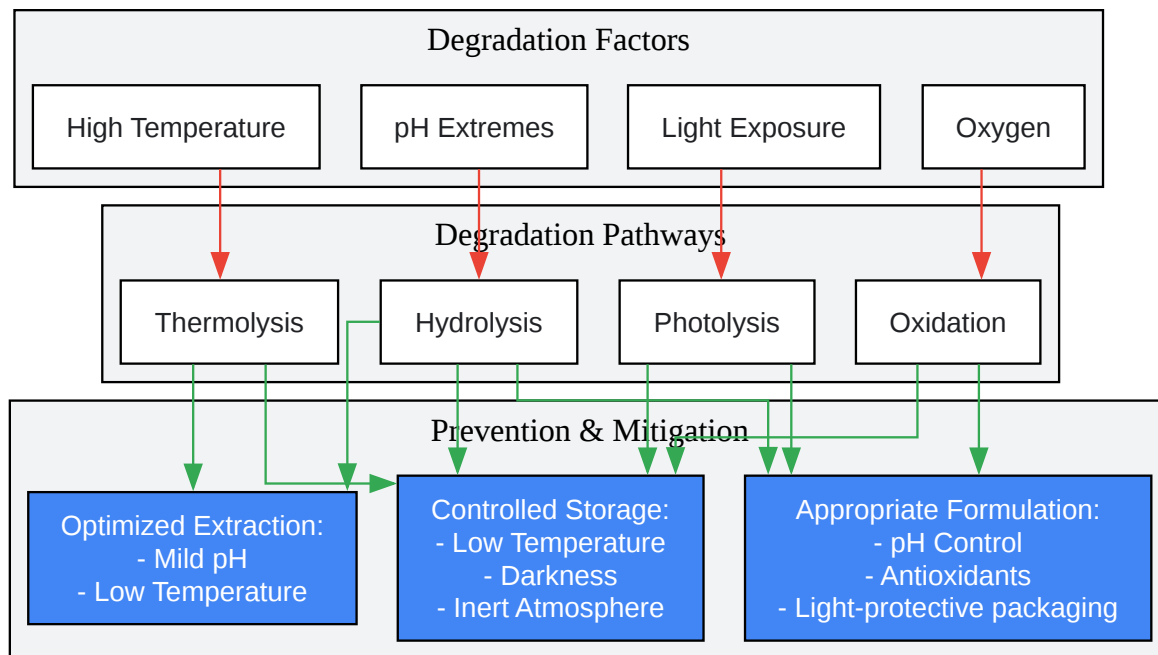 Degradation Factors
High Temperature
pH Extremes
Light Exposure
Oxygen
Degradation Pathways
Thermolysis
Hydrolysis
Photolysis
Oxidation
Prevention & Mitigation
Optimized Extraction:
- Mild pH
- Low Temperature
Controlled Storage:
- Low Temperature
- Darkness
- Inert Atmosphere
Appropriate Formulation:
- pH Control
- Antioxidants
- Light-protective packaging